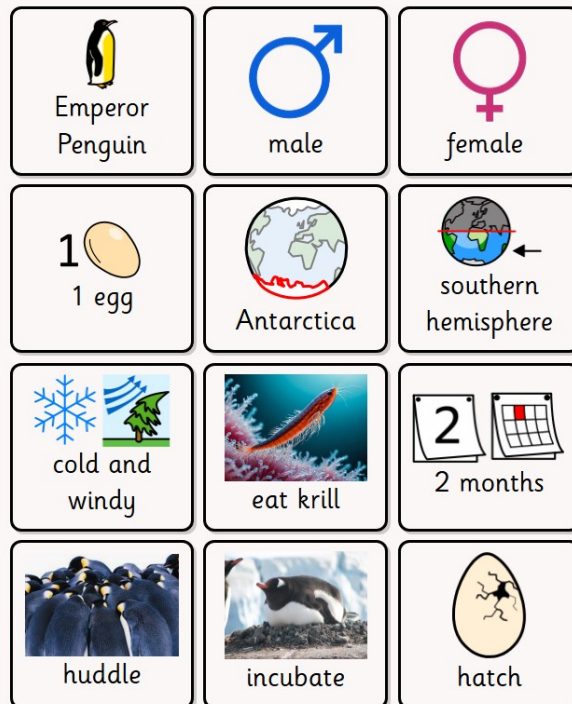 Emperor
Penguin
male
female
1
1 egg
Antarctica
southern
hemisphere
cold and
windy
eat krill
2
2 months
huddle
incubate
hatch